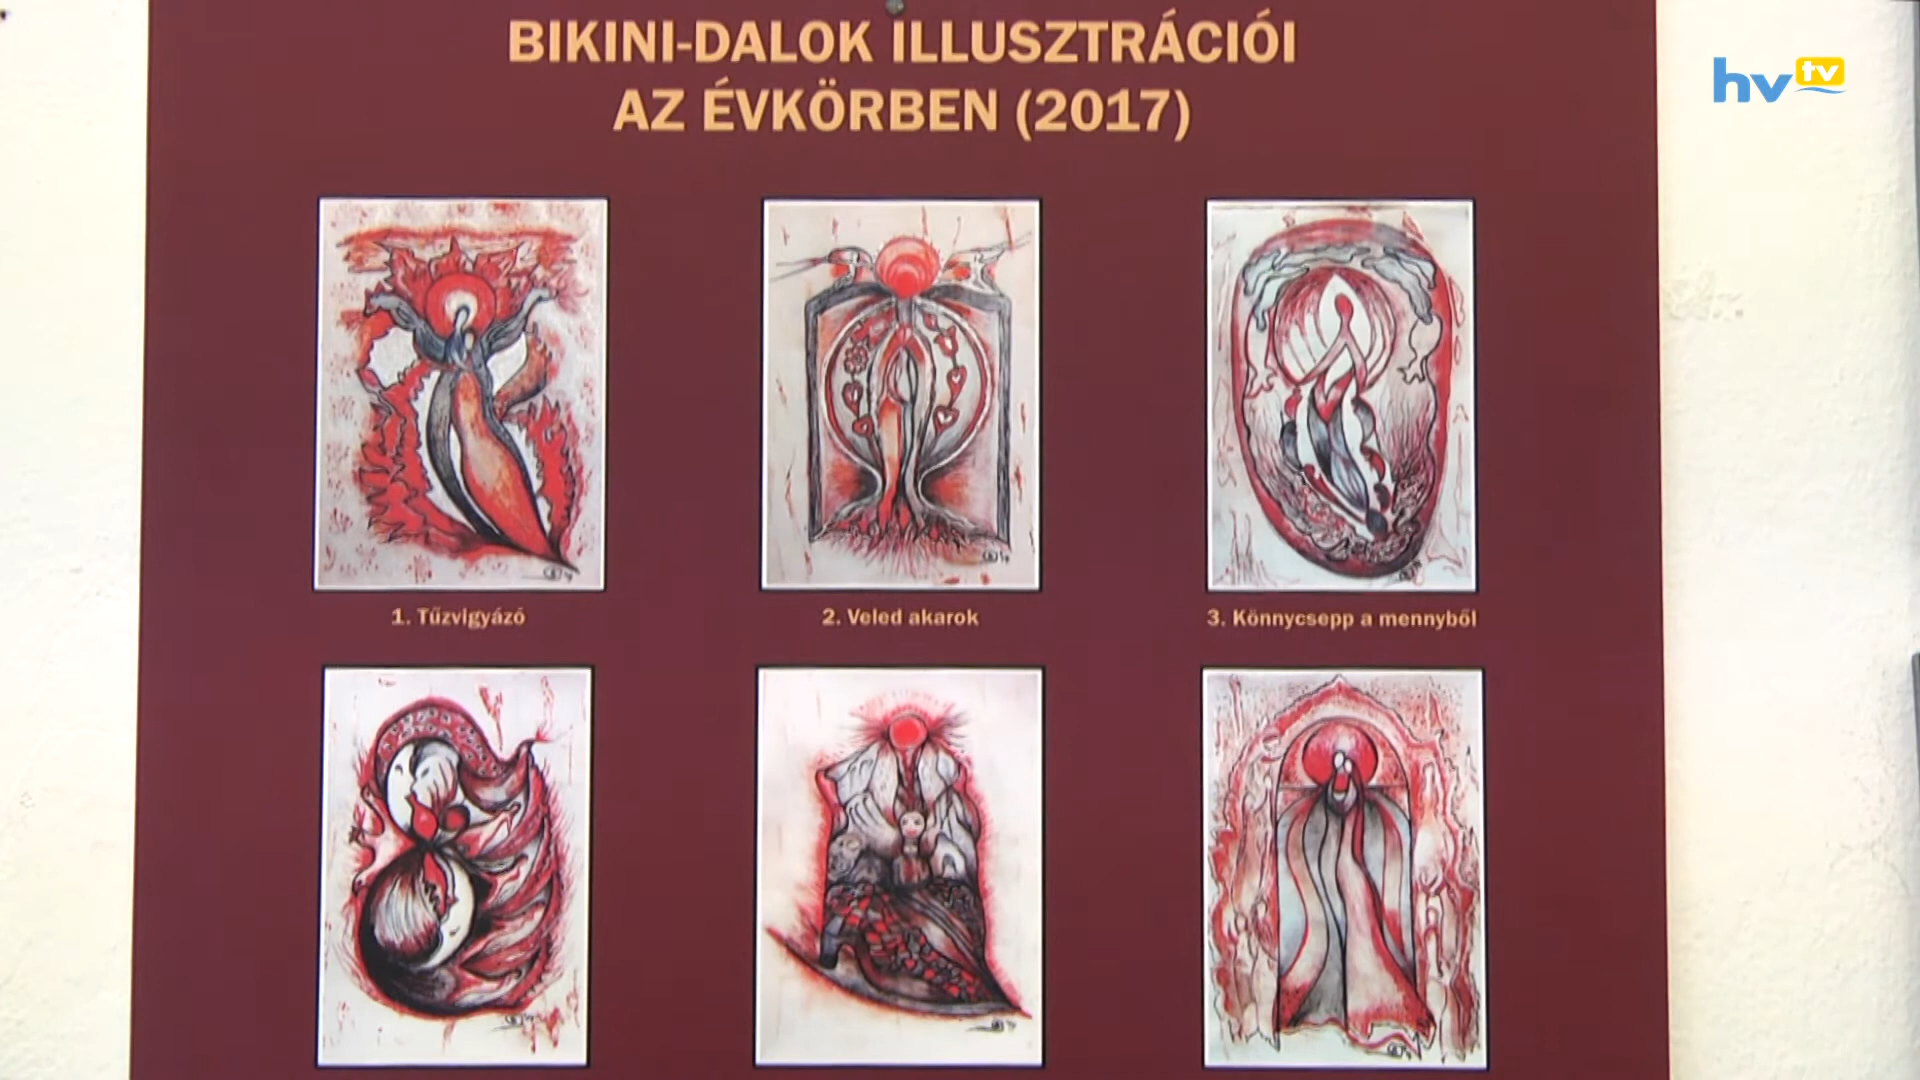 BIKINI-DALOK ILLUSZTRÁCIÓI
AZ ÉVKÖRBEN (2017)
hv tv
1. Tűzvigyázó
2. Veled akarok
3. Könnycsepp a mennyből